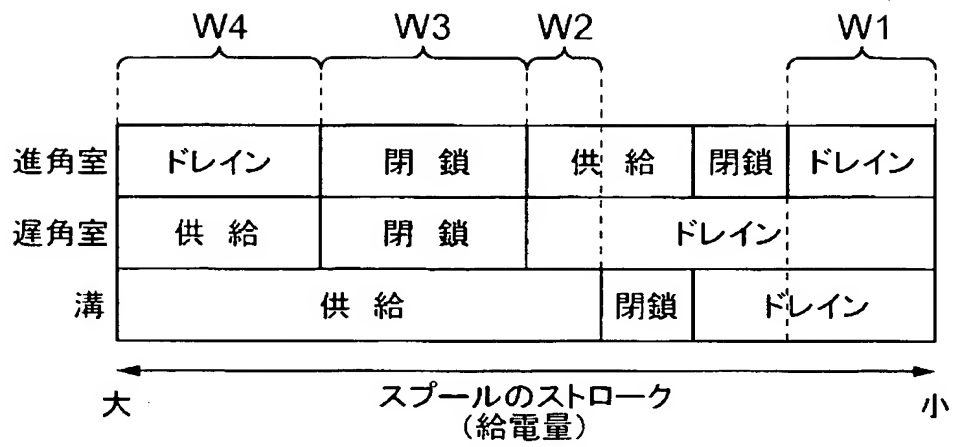 W4 W3 W2 W1
進角室 ドレイン 閉鎖 供給 閉鎖 ドレイン
遅角室 供給 閉鎖 ドレイン
溝 供給 閉鎖 ドレイン
大 スプールのストローク 小
(給電量)